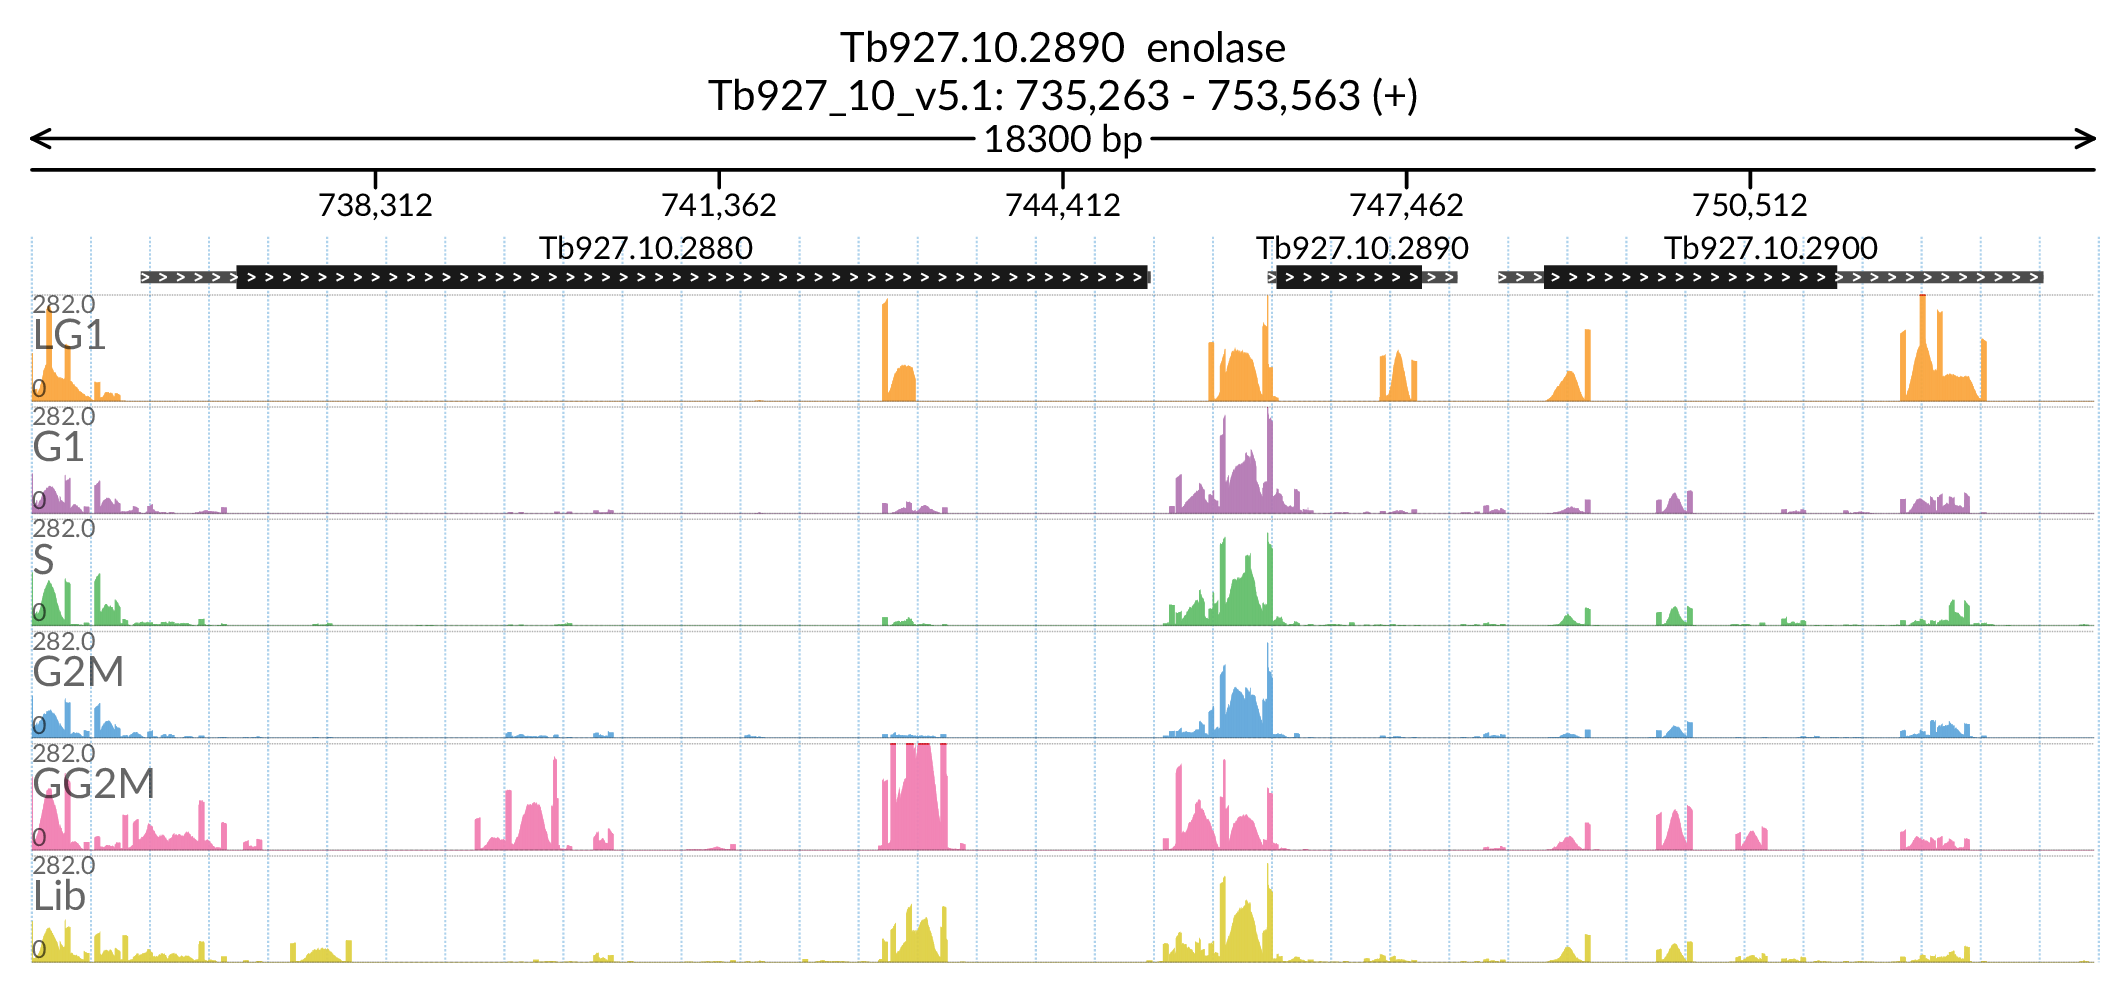 Tb927.10.2890 enolase
Tb927_10_v5.1: 735,263 - 753,563 (+)
18300 bp
738,312 741,362 744,412 747,462 750,512
Tb927.10.2880 Tb927.10.2890 Tb927.10.2900
282.0
LG1
0
282.0
G1
0
282.0
S
0
282.0
G2M
0
282.0
GG2M
0
282.0
Lib
0